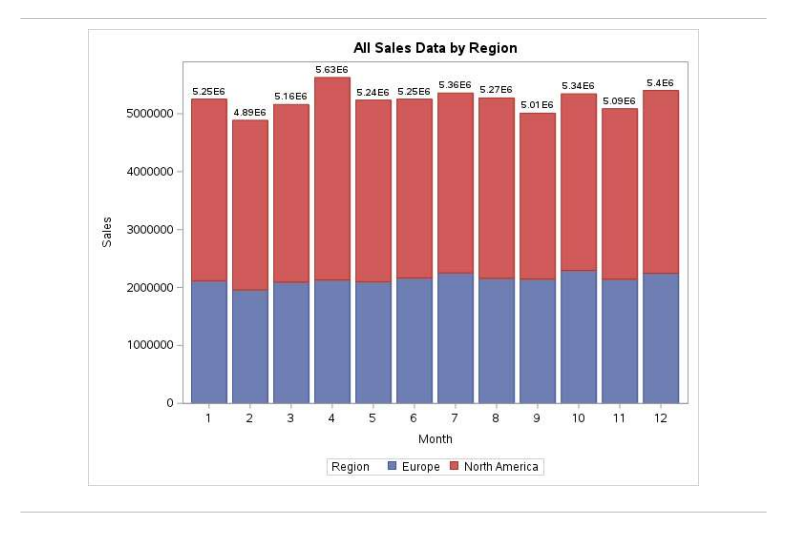 All Sales Data by Region
5.25E6 4.89E6 5.16E6 5.63E6 5.24E6 5.25E6 5.36E6 5.27E6 5.01E6 5.34E6 5.09E6 5.4E6
5000000
4000000
3000000
2000000
1000000
0
Sales
1 2 3 4 5 6 7 8 9 10 11 12
Month
Region Europe North America